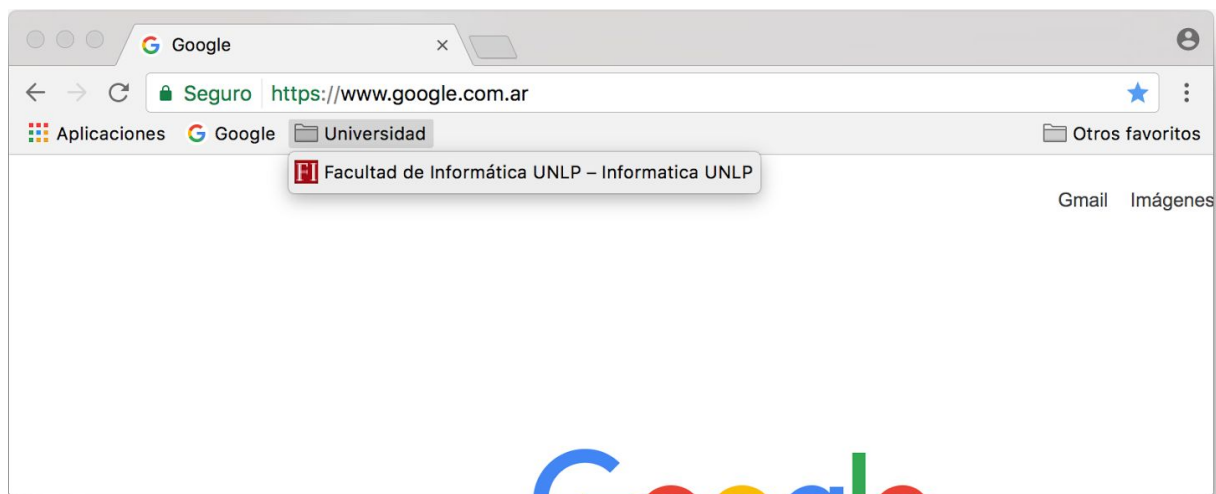 Google
Seguro https://www.google.com.ar
Aplicaciones Google Universidad Otros favoritos
FI Facultad de Informática UNLP – Informatica UNLP
Gmail Imágenes
Google